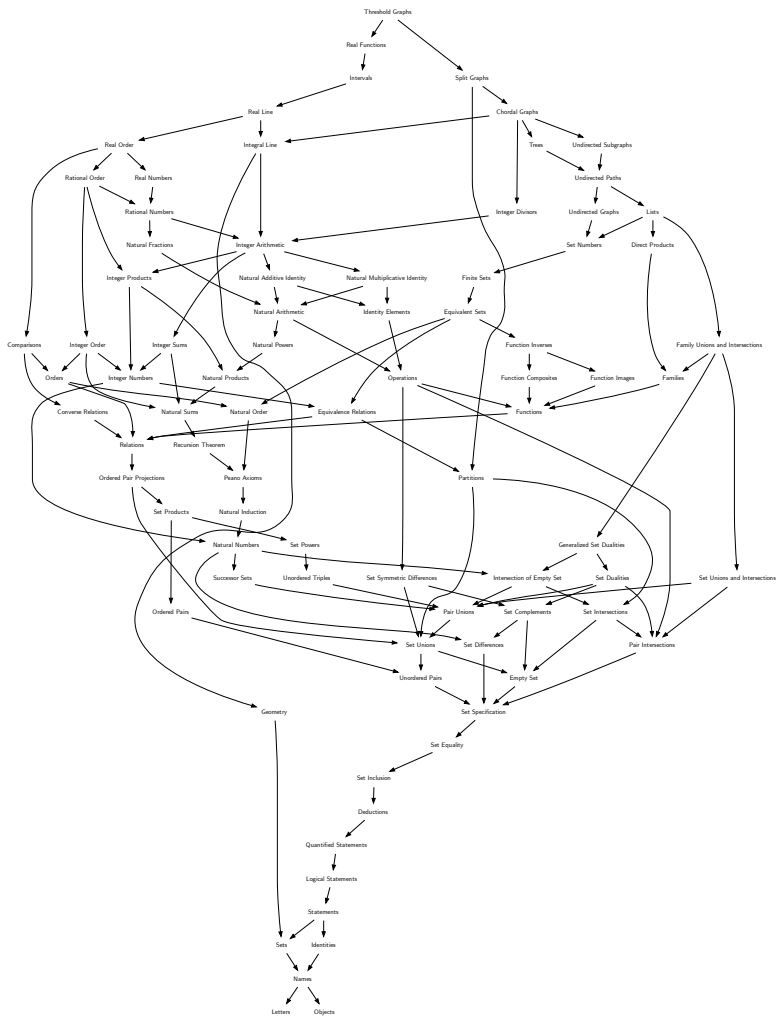 Threshold Graphs
Real Functions
Intervals
Split Graphs
Real Line
Chordal Graphs
Real Order
Integral Line
Trees
Undirected Subgraphs
Rational Order
Real Numbers
Undirected Paths
Rational Numbers
Integer Divisors
Undirected Graphs
Lists
Natural Fractions
Integer Arithmetic
Set Numbers
Direct Products
Integer Products
Natural Additive Identity
Natural Multiplicative Identity
Finite Sets
Natural Arithmetic
Identity Elements
Equivalent Sets
Comparisons
Integer Order
Integer Sums
Natural Powers
Function Inverses
Family Unions and Intersections
Orders
Integer Numbers
Natural Products
Operations
Function Composites
Function Images
Families
Converse Relations
Natural Sums
Natural Order
Equivalence Relations
Functions
Relations
Recursion Theorem
Ordered Pair Projections
Peano Axioms
Partitions
Set Products
Natural Induction
Natural Numbers
Set Powers
Generalized Set Dualities
Successor Sets
Unordered Triples
Set Symmetric Differences
Intersection of Empty Set
Set Dualities
Set Unions and Intersections
Ordered Pairs
Pair Unions
Set Complements
Set Intersections
Set Unions
Set Differences
Pair Intersections
Unordered Pairs
Empty Set
Geometry
Set Specification
Set Equality
Set Inclusion
Deductions
Quantified Statements
Logical Statements
Statements
Sets
Identities
Names
Letters
Objects